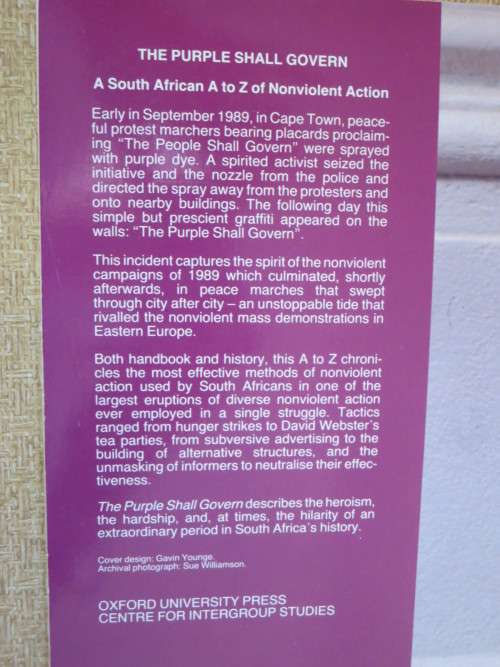 THE PURPLE SHALL GOVERN
A South African A to Z of Nonviolent Action
Early in September 1989, in Cape Town, peace-
ful protest marchers bearing placards proclaim-
ing "The People Shall Govern" were sprayed
with purple dye. A spirited activist seized the
initiative and the nozzle from the police and
directed the spray away from the protesters and
onto nearby buildings. The following day this
simple but prescient graffiti appeared on the
walls: "The Purple Shall Govern".
This incident captures the spirit of the nonviolent
campaigns of 1989 which culminated, shortly
afterwards, in peace marches that swept
through city after city – an unstoppable tide that
rivalled the nonviolent mass demonstrations in
Eastern Europe.
Both handbook and history, this A to Z chroni-
cles the most effective methods of nonviolent
action used by South Africans in one of the
largest eruptions of diverse nonviolent action
ever employed in a single struggle. Tactics
ranged from hunger strikes to David Webster's
tea parties, from subversive advertising to the
building of alternative structures, and the
unmasking of informers to neutralise their effec-
tiveness.
The Purple Shall Govern describes the heroism,
the hardship, and, at times, the hilarity of an
extraordinary period in South Africa's history.
Cover design: Gavin Younge.
Archival photograph: Sue Williamson.
OXFORD UNIVERSITY PRESS
CENTRE FOR INTERGROUP STUDIES